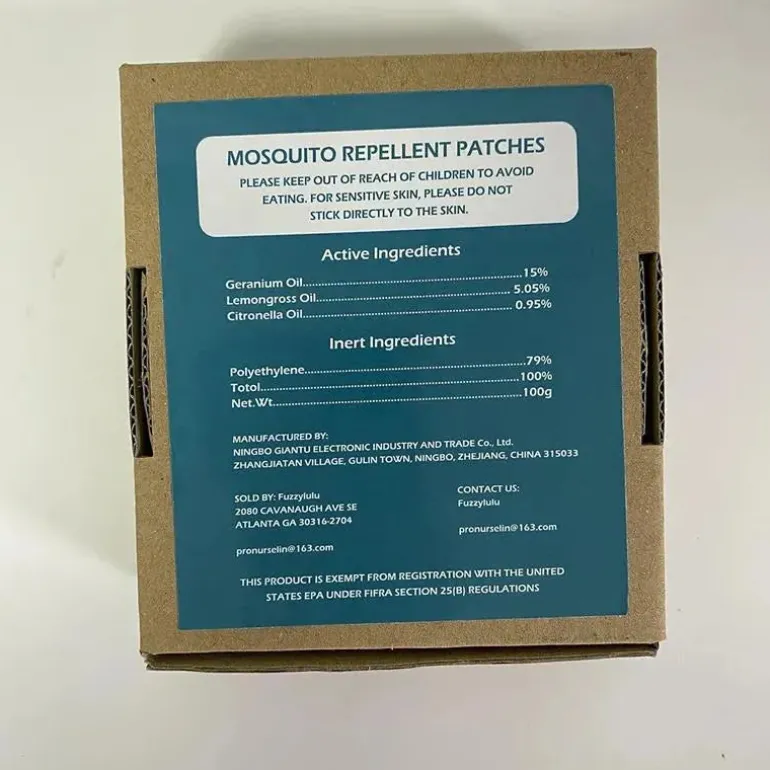 MOSQUITO REPELLENT PATCHES
PLEASE KEEP OUT OF REACH OF CHILDREN TO AVOID
EATING. FOR SENSITIVE SKIN, PLEASE DO NOT
STICK DIRECTLY TO THE SKIN.
Active Ingredients
Geranium Oil..........................................................15%
Lemongross Oil..................................................... 5.05%
Citronella Oil......................................................... 0.95%
Inert Ingredients
Polyethylene..........................................................79%
Totol......................................................................100%
Net.Wt...................................................................100g
MANUFACTURED BY:
NINGBO GIANTU ELECTRONIC INDUSTRY AND TRADE Co., Ltd.
ZHANGJIATAN VILLAGE, GULIN TOWN, NINGBO, ZHEJIANG, CHINA 315033
SOLD BY: Fuzzylulu
2080 CAVANAUGH AVE SE
ATLANTA GA 30316-2704
pronurselin@163.com
CONTACT US:
Fuzzylulu
pronurselin@163.com
THIS PRODUCT IS EXEMPT FROM REGISTRATION WITH THE UNITED
STATES EPA UNDER FIFRA SECTION 25(B) REGULATIONS